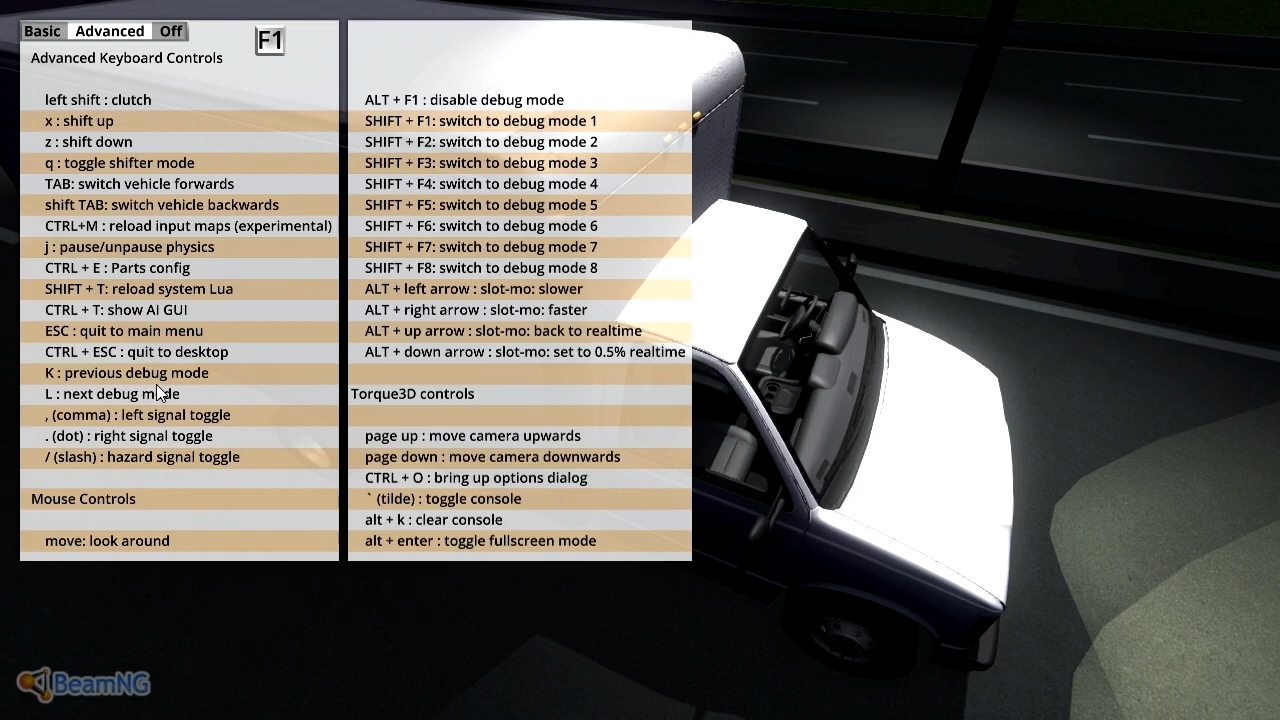 Basic Advanced Off
F1
Advanced Keyboard Controls
left shift : clutch
x : shift up
z : shift down
q : toggle shifter mode
TAB: switch vehicle forwards
shift TAB: switch vehicle backwards
CTRL+M : reload input maps (experimental)
j : pause/unpause physics
CTRL + E : Parts config
SHIFT + T: reload system Lua
CTRL + T: show AI GUI
ESC : quit to main menu
CTRL + ESC : quit to desktop
K : previous debug mode
L : next debug mode
, (comma) : left signal toggle
. (dot) : right signal toggle
/ (slash) : hazard signal toggle
Mouse Controls
move: look around
ALT + F1 : disable debug mode
SHIFT + F1: switch to debug mode 1
SHIFT + F2: switch to debug mode 2
SHIFT + F3: switch to debug mode 3
SHIFT + F4: switch to debug mode 4
SHIFT + F5: switch to debug mode 5
SHIFT + F6: switch to debug mode 6
SHIFT + F7: switch to debug mode 7
SHIFT + F8: switch to debug mode 8
ALT + left arrow : slot-mo: slower
ALT + right arrow : slot-mo: faster
ALT + up arrow : slot-mo: back to realtime
ALT + down arrow : slot-mo: set to 0.5% realtime
Torque3D controls
page up : move camera upwards
page down : move camera downwards
CTRL + O : bring up options dialog
` (tilde) : toggle console
alt + k : clear console
alt + enter : toggle fullscreen mode
BeamNG